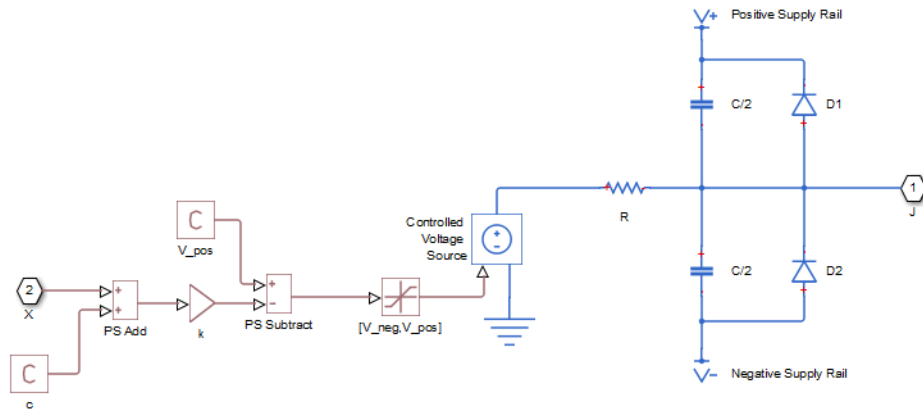 V+ Positive Supply Rail
C/2 D1
1
J
R
Controlled
Voltage
Source
C
V_pos
2
X
PS Add
k
PS Subtract
[V_neg,V_pos]
C/2 D2
C
c
V- Negative Supply Rail